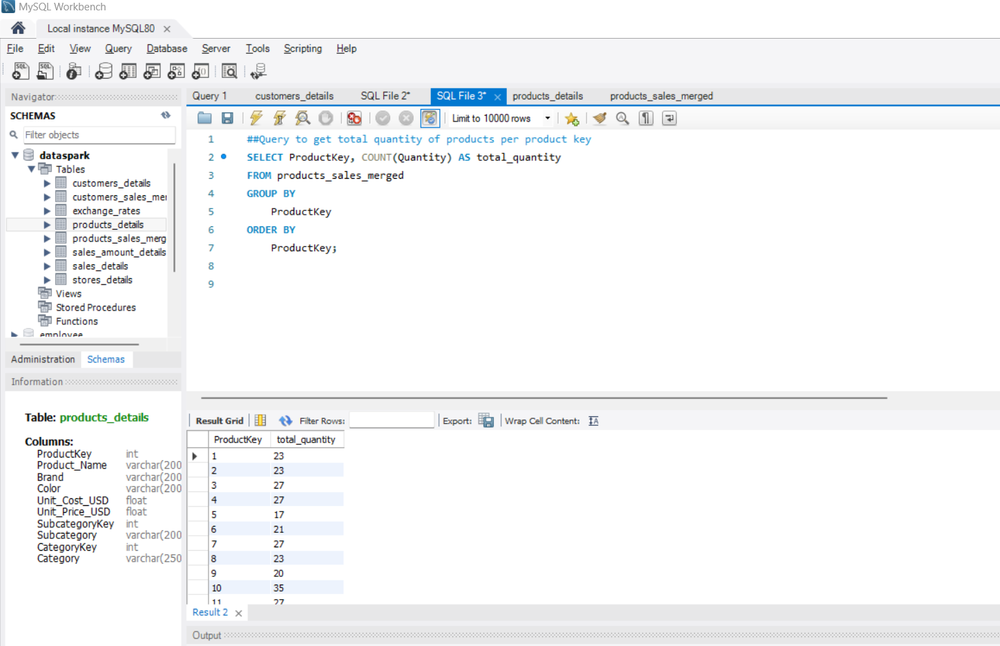 MySQL Workbench
Local instance MySQL80
File Edit View Query Database Server Tools Scripting Help
Navigator
SCHEMAS
Filter objects
dataspark
Tables
customers_details
customers_sales_mer
exchange_rates
products_details
products_sales_merg
sales_amount_details
sales_details
stores_details
Views
Stored Procedures
Functions
employee
Administration Schemas
Information
Table: products_details
Columns:
ProductKey int
Product_Name varchar(200
Brand varchar(200
Color varchar(200
Unit_Cost_USD float
Unit_Price_USD float
SubcategoryKey int
Subcategory varchar(200
CategoryKey int
Category varchar(250
Query 1 customers_details SQL File 2* SQL File 3* products_details products_sales_merged
Limit to 10000 rows
1 ##Query to get total quantity of products per product key
2 SELECT ProductKey, COUNT(Quantity) AS total_quantity
3 FROM products_sales_merged
4 GROUP BY
5 ProductKey
6 ORDER BY
7 ProductKey;
8
9
Result Grid Filter Rows: Export: Wrap Cell Content:
ProductKey total_quantity
1 23
2 23
3 27
4 27
5 17
6 21
7 27
8 23
9 20
10 35
11 27
Result 2
Output